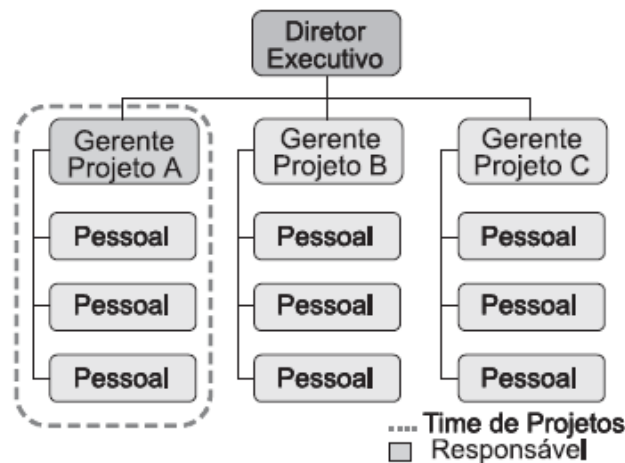 Diretor
Executivo
Gerente
Projeto A
Gerente
Projeto B
Gerente
Projeto C
Pessoal
Pessoal
Pessoal
Pessoal
Pessoal
Pessoal
Pessoal
Pessoal
Pessoal
Time de Projetos
Responsável